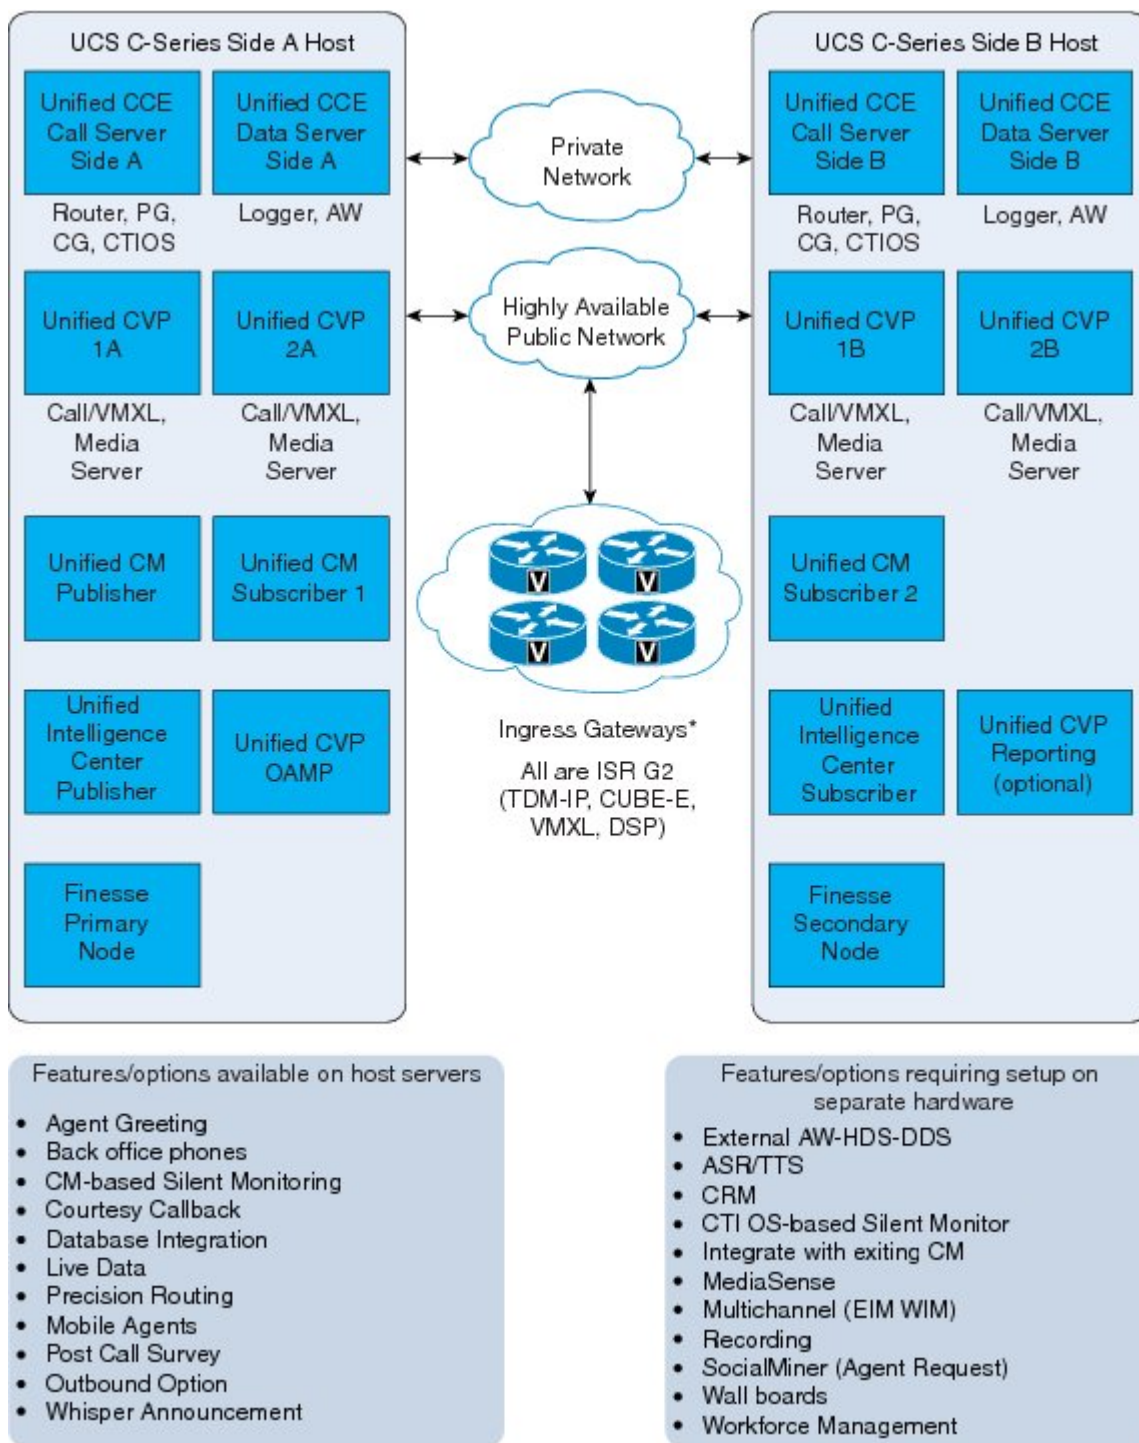 UCS C-Series Side A Host
Unified CCE
Call Server
Side A
Unified CCE
Data Server
Side A
Router, PG,
CG, CTIOS
Logger, AW
Unified CVP
1A
Unified CVP
2A
Call/VMXL,
Media
Server
Call/VMXL,
Media
Server
Unified CM
Publisher
Unified CM
Subscriber 1
Unified
Intelligence
Center
Publisher
Unified CVP
OAMP
Finesse
Primary
Node
Private
Network
Highly Available
Public Network
V
V
V
V
Ingress Gateways*
All are ISR G2
(TDM-IP, CUBE-E,
VMXL, DSP)
UCS C-Series Side B Host
Unified CCE
Call Server
Side B
Unified CCE
Data Server
Side B
Router, PG,
CG, CTIOS
Logger, AW
Unified CVP
1B
Unified CVP
2B
Call/VMXL,
Media
Server
Call/VMXL,
Media
Server
Unified CM
Subscriber 2
Unified
Intelligence
Center
Subscriber
Unified CVP
Reporting
(optional)
Finesse
Secondary
Node
Features/options available on host servers
• Agent Greeting
• Back office phones
• CM-based Silent Monitoring
• Courtesy Callback
• Database Integration
• Live Data
• Precision Routing
• Mobile Agents
• Post Call Survey
• Outbound Option
• Whisper Announcement
Features/options requiring setup on
separate hardware
• External AW-HDS-DDS
• ASR/TTS
• CRM
• CTI OS-based Silent Monitor
• Integrate with exiting CM
• MediaSense
• Multichannel (EIM WIM)
• Recording
• SocialMiner (Agent Request)
• Wall boards
• Workforce Management